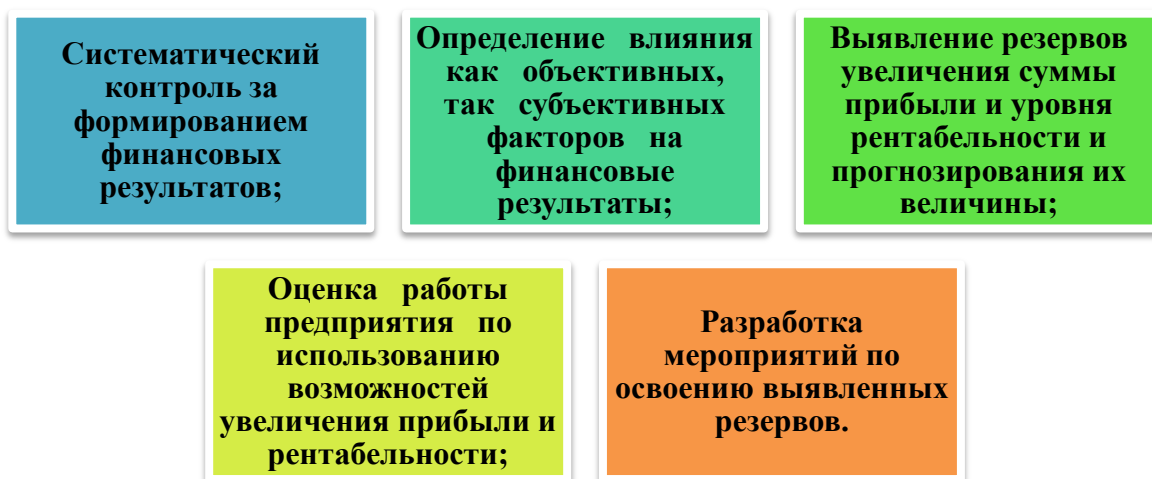 Систематический
контроль за
формированием
финансовых
результатов;
Определение влияния
как объективных,
так субъективных
факторов на
финансовые
результаты;
Выявление резервов
увеличения суммы
прибыли и уровня
рентабельности и
прогнозирования их
величины;
Оценка работы
предприятия по
использованию
возможностей
увеличения прибыли и
рентабельности;
Разработка
мероприятий по
освоению выявленных
резервов.